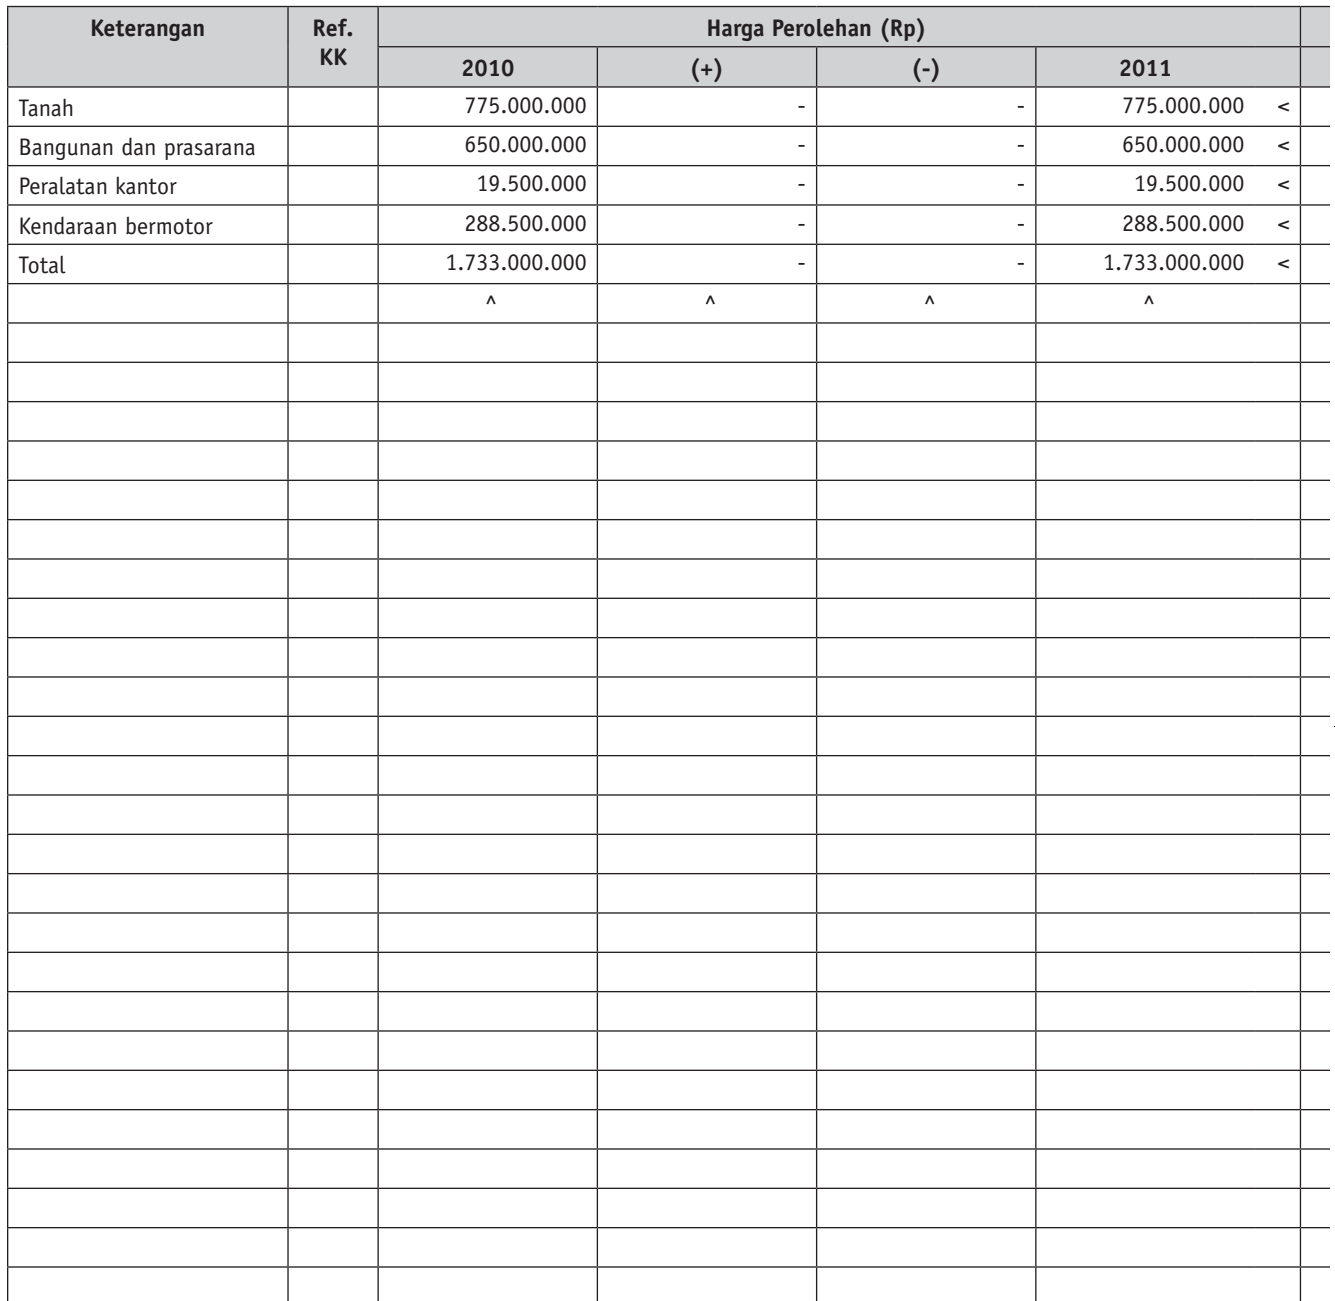 Keterangan Ref. KK Harga Perolehan (Rp)
2010 (+) (-) 2011
Tanah 775.000.000 - - 775.000.000 <
Bangunan dan prasarana 650.000.000 - - 650.000.000 <
Peralatan kantor 19.500.000 - - 19.500.000 <
Kendaraan bermotor 288.500.000 - - 288.500.000 <
Total 1.733.000.000 - - 1.733.000.000 <
^ ^ ^ ^